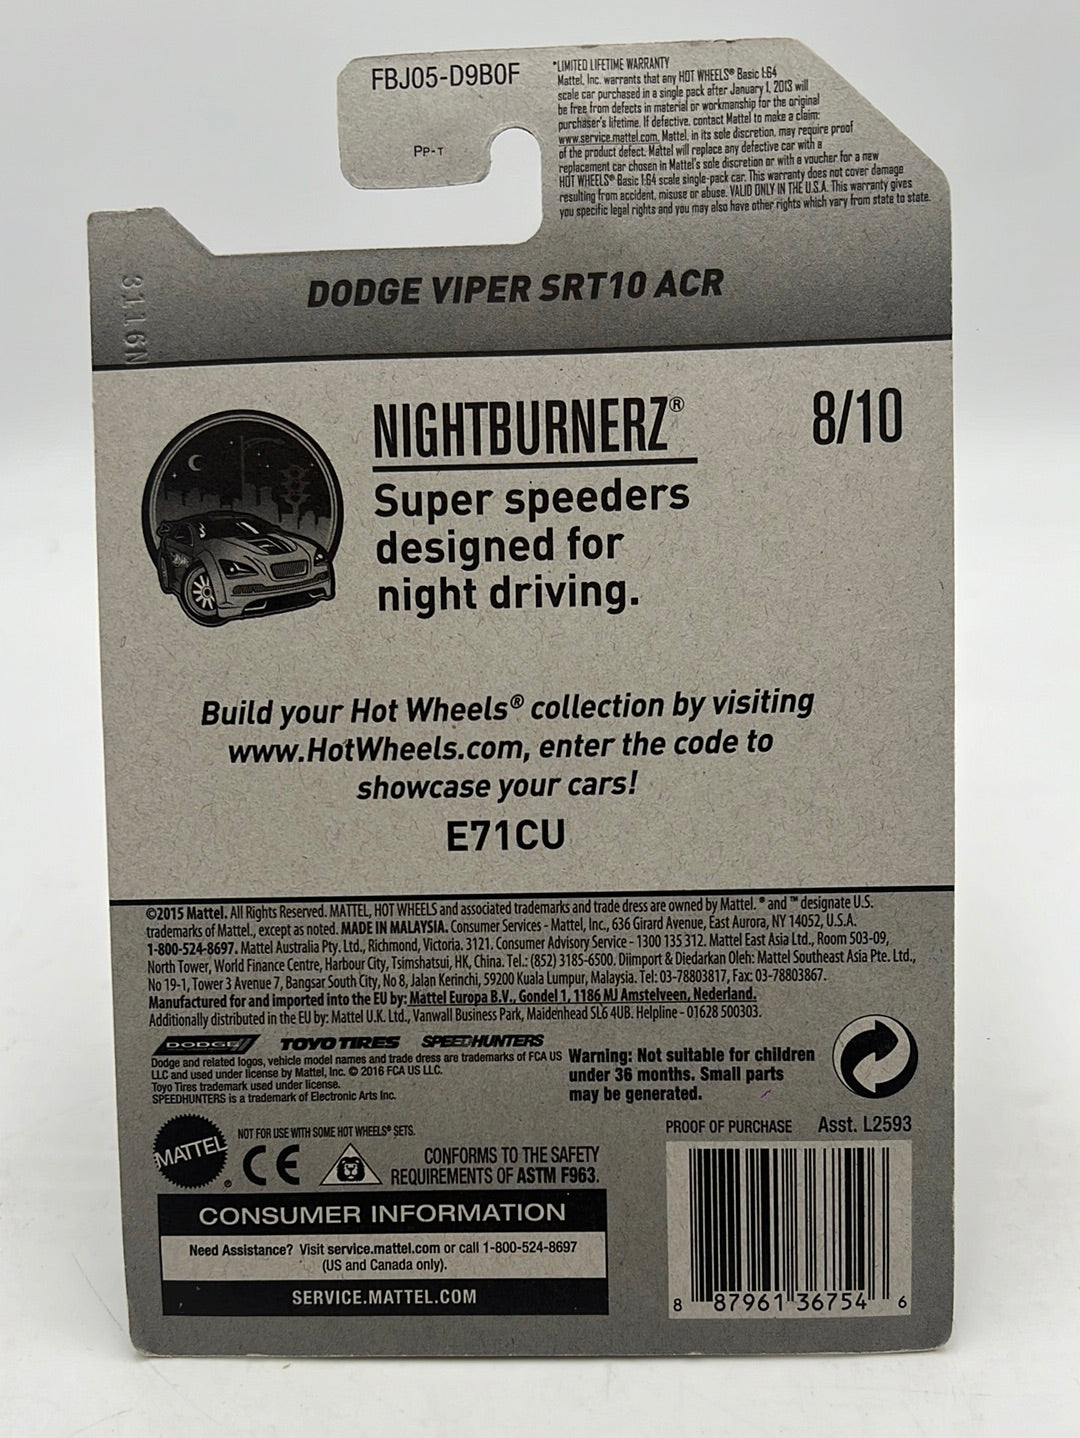 FBJ05-D9B0F
Pp-T
*LIMITED LIFETIME WARRANTY
Mattel, Inc. warrants that any HOT WHEELS® Basic 1:64
scale car purchased in a single pack after January 1, 2013 will
be free from defects in material or workmanship for the original
purchaser's lifetime. If defective, contact Mattel to make a claim:
www.service.mattel.com. Mattel, in its sole discretion, may require proof
of the product defect. Mattel will replace any defective car with a
replacement car chosen in Mattel's sole discretion or with a voucher for a new
HOT WHEELS® Basic 1:64 scale single-pack car. This warranty does not cover damage
resulting from accident, misuse or abuse. VALID ONLY IN THE U.S.A. This warranty gives
you specific legal rights and you may also have other rights which vary from state to state.
3116N
DODGE VIPER SRT10 ACR
NIGHTBURNERZ®
8/10
Super speeders
designed for
night driving.
Build your Hot Wheels® collection by visiting
www.HotWheels.com, enter the code to
showcase your cars!
E71CU
©2015 Mattel. All Rights Reserved. MATTEL, HOT WHEELS and associated trademarks and trade dress are owned by Mattel. ® and ™ designate U.S.
trademarks of Mattel., except as noted. MADE IN MALAYSIA. Consumer Services - Mattel, Inc., 636 Girard Avenue, East Aurora, NY 14052, U.S.A.
1-800-524-8697. Mattel Australia Pty. Ltd., Richmond, Victoria. 3121. Consumer Advisory Service - 1300 135 312. Mattel East Asia Ltd., Room 503-09,
North Tower, World Finance Centre, Harbour City, Tsimshatsui, HK, China. Tel.: (852) 3185-6500. Diimport & Diedarkan Oleh: Mattel Southeast Asia Pte. Ltd.,
No 19-1, Tower 3 Avenue 7, Bangsar South City, No 8, Jalan Kerinchi, 59200 Kuala Lumpur, Malaysia. Tel: 03-78803817, Fax: 03-78803867.
Manufactured for and imported into the EU by: Mattel Europa B.V., Gondel 1, 1186 MJ Amstelveen, Nederland.
Additionally distributed in the EU by: Mattel U.K. Ltd., Vanwall Business Park, Maidenhead SL6 4UB. Helpline - 01628 500303.
DODGE TOYO TIRES SPEEDHUNTERS
Dodge and related logos, vehicle model names and trade dress are trademarks of FCA US
LLC and used under license by Mattel, Inc. © 2016 FCA US LLC.
Toyo Tires trademark used under license.
SPEEDHUNTERS is a trademark of Electronic Arts Inc.
Warning: Not suitable for children
under 36 months. Small parts
may be generated.
MATTEL®
NOT FOR USE WITH SOME HOT WHEELS® SETS.
CE
CONFORMS TO THE SAFETY
REQUIREMENTS OF ASTM F963.
PROOF OF PURCHASE Asst. L2593
CONSUMER INFORMATION
Need Assistance? Visit service.mattel.com or call 1-800-524-8697
(US and Canada only).
SERVICE.MATTEL.COM
8 87961 36754 6